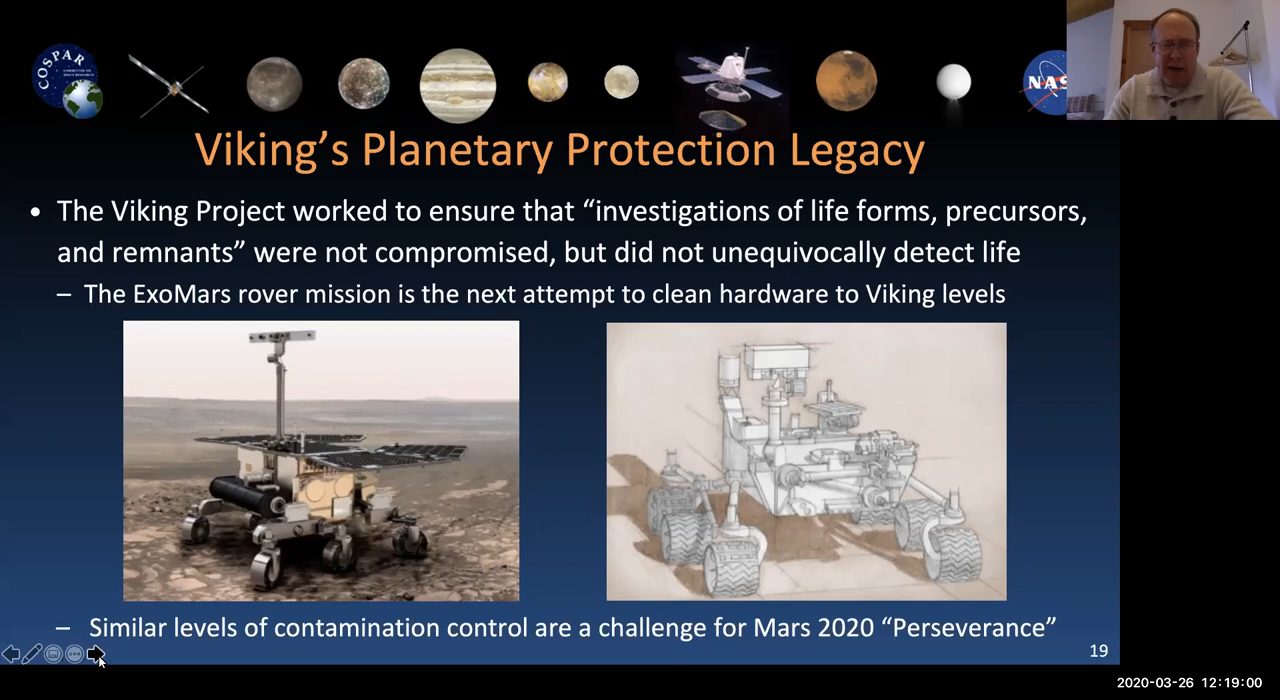 COSPAR
NAS
Viking’s Planetary Protection Legacy
• The Viking Project worked to ensure that “investigations of life forms, precursors,
and remnants” were not compromised, but did not unequivocally detect life
– The ExoMars rover mission is the next attempt to clean hardware to Viking levels
– Similar levels of contamination control are a challenge for Mars 2020 “Perseverance”
19
2020-03-26 12:19:00